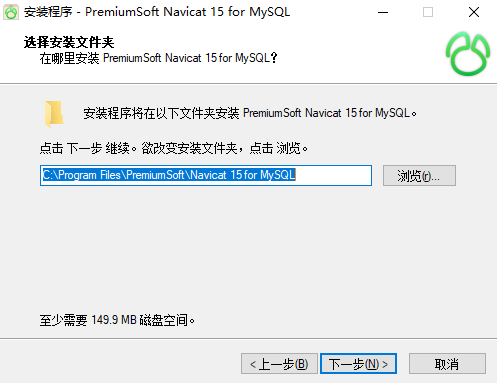 安装程序 - PremiumSoft Navicat 15 for MySQL
选择安装文件夹
在哪里安装 PremiumSoft Navicat 15 for MySQL?
安装程序将在以下文件夹安装 PremiumSoft Navicat 15 for MySQL。
点击 下一步 继续。欲改变安装文件夹，点击 浏览。
C:\Program Files\PremiumSoft\Navicat 15 for MySQL
浏览(r)...
至少需要 149.9 MB 磁盘空间。
< 上一步(B)
下一步(N) >
取消